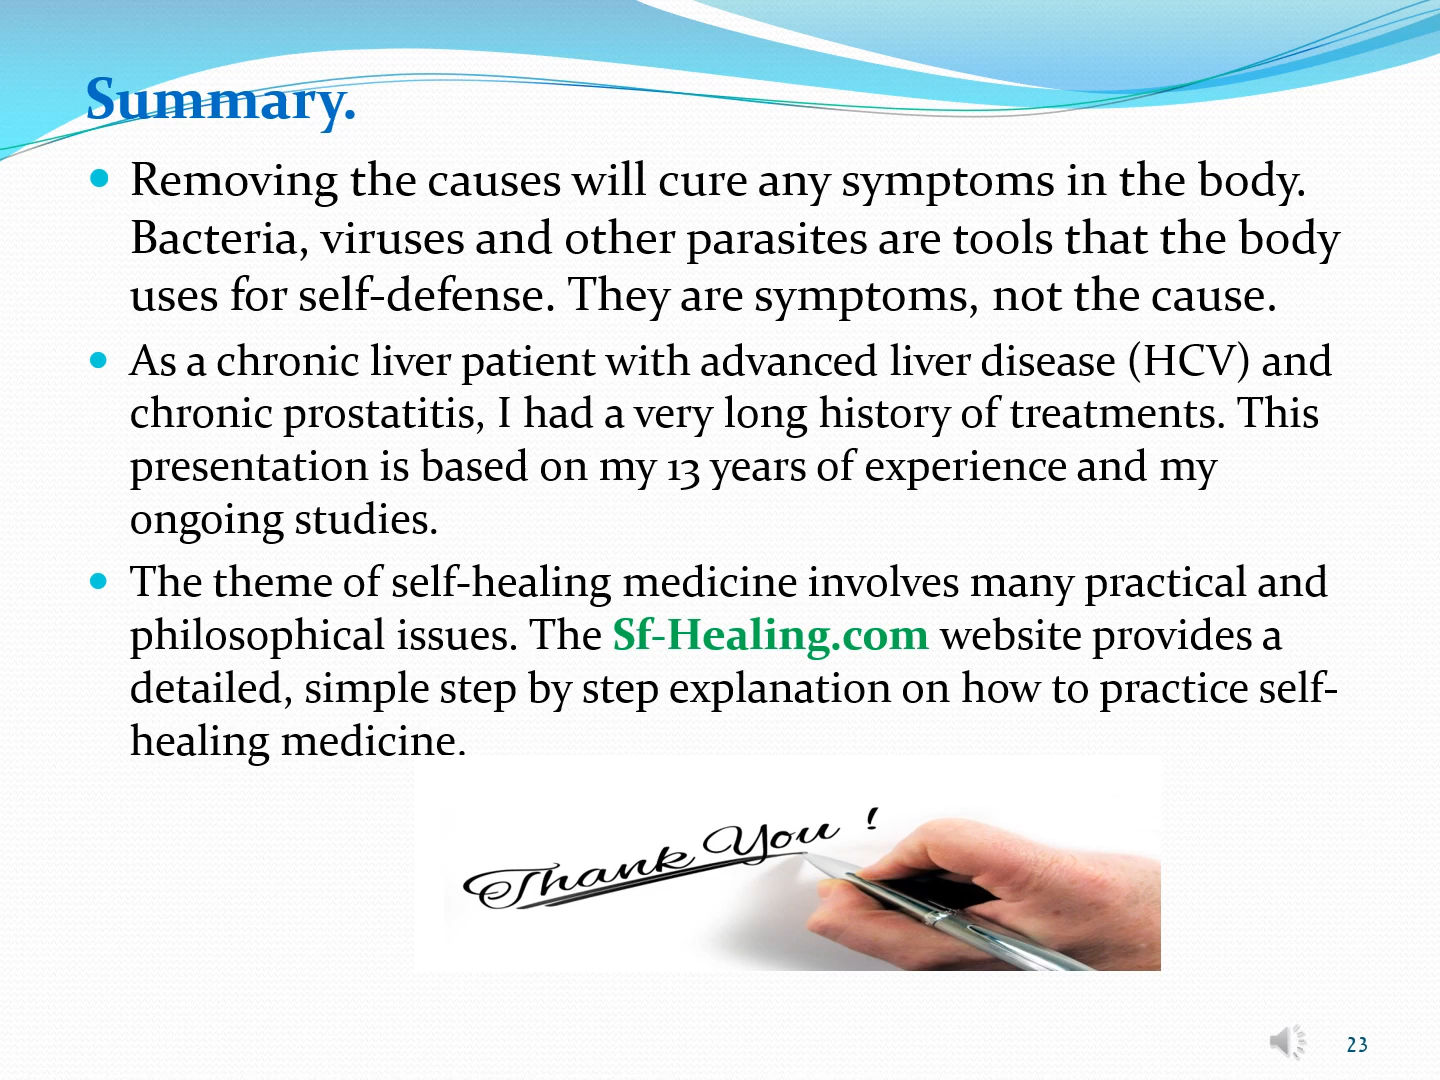 Summary.
Removing the causes will cure any symptoms in the body.
Bacteria, viruses and other parasites are tools that the body
uses for self-defense. They are symptoms, not the cause.
As a chronic liver patient with advanced liver disease (HCV) and
chronic prostatitis, I had a very long history of treatments. This
presentation is based on my 13 years of experience and my
ongoing studies.
The theme of self-healing medicine involves many practical and
philosophical issues. The Sf-Healing.com website provides a
detailed, simple step by step explanation on how to practice self-
healing medicine.
Thank You !
23